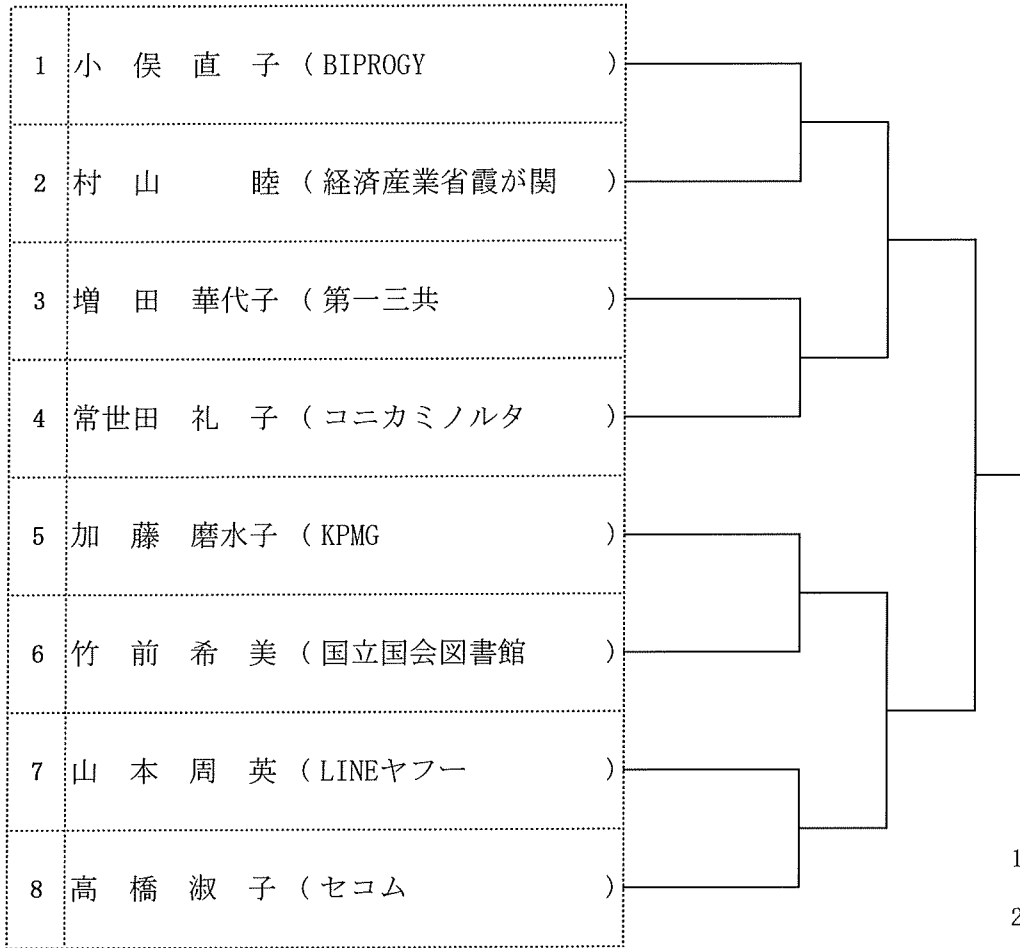 1 小俣直子 (BIPROGY)
2 村山睦 (経済産業省霞が関)
3 増田華代子 (第一三共)
4 常世田礼子 (コニカミノルタ)
5 加藤磨水子 (KPMG)
6 竹前希美 (国立国会図書館)
7 山本周英 (LINEヤフー)
8 高橋淑子 (セコム)
1
2